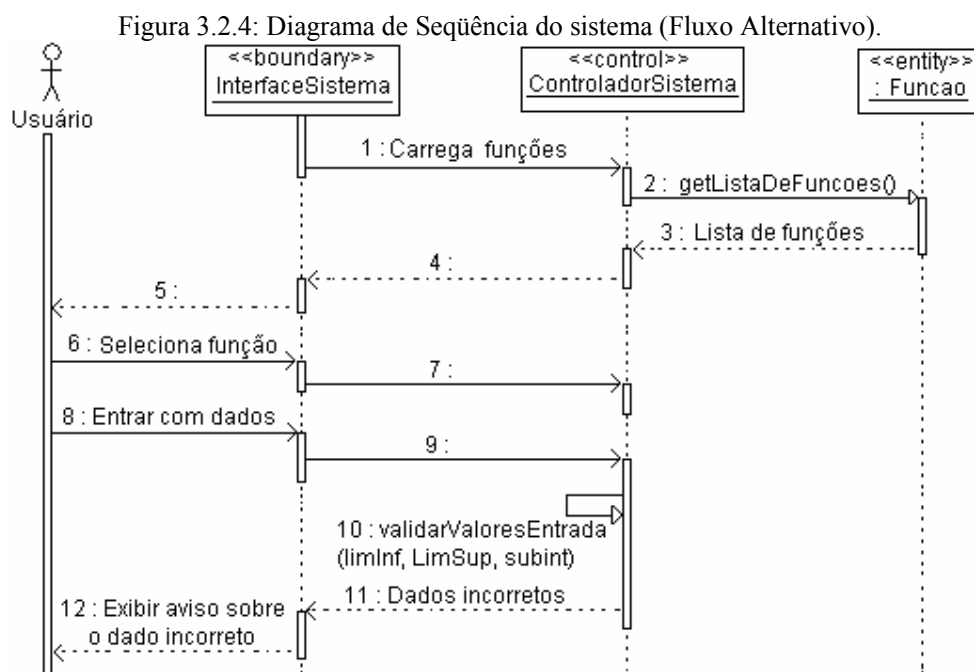 Figura 3.2.4: Diagrama de Seqüência do sistema (Fluxo Alternativo).
Usuário
<<boundary>>
InterfaceSistema
<<control>>
ControladorSistema
<<entity>>
: Funcao
1 : Carrega funções
2 : getListaDeFuncoes()
3 : Lista de funções
4 :
5 :
6 : Seleciona função
7 :
8 : Entrar com dados
9 :
10 : validarValoresEntrada
(limInf, LimSup, subint)
11 : Dados incorretos
12 : Exibir aviso sobre
o dado incorreto